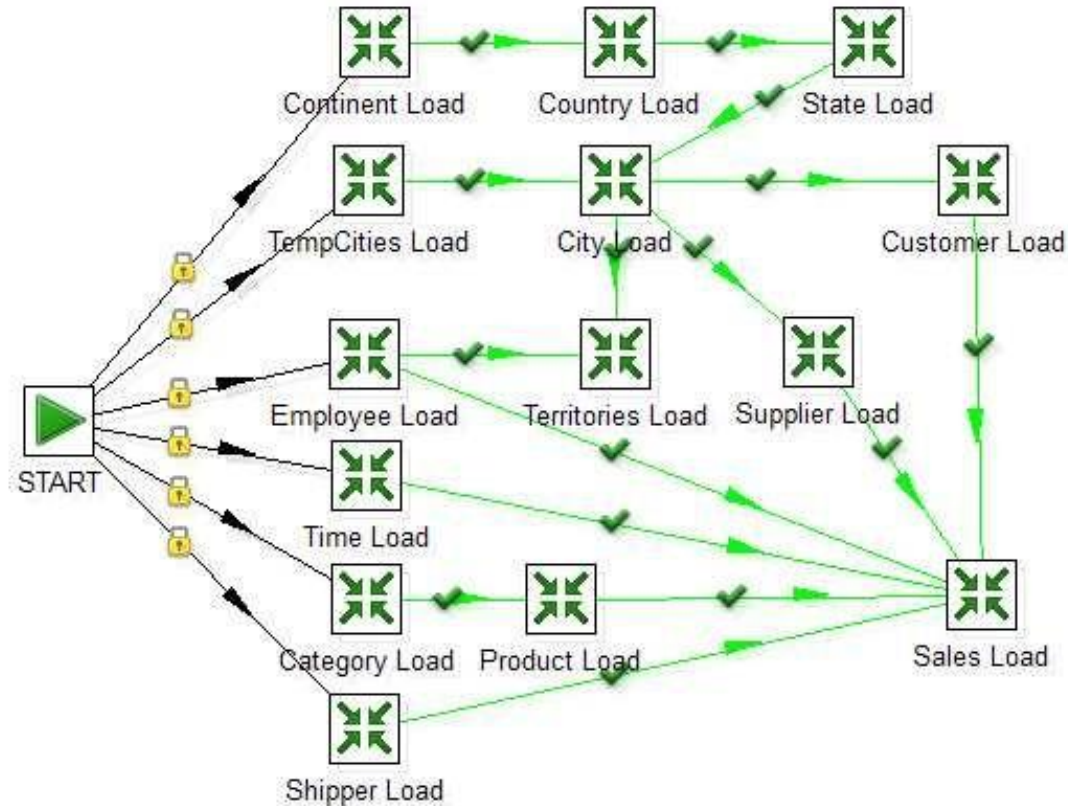 Continent Load
Country Load
State Load
TempCities Load
City Load
Customer Load
Employee Load
Territories Load
Supplier Load
START
Time Load
Category Load
Product Load
Sales Load
Shipper Load